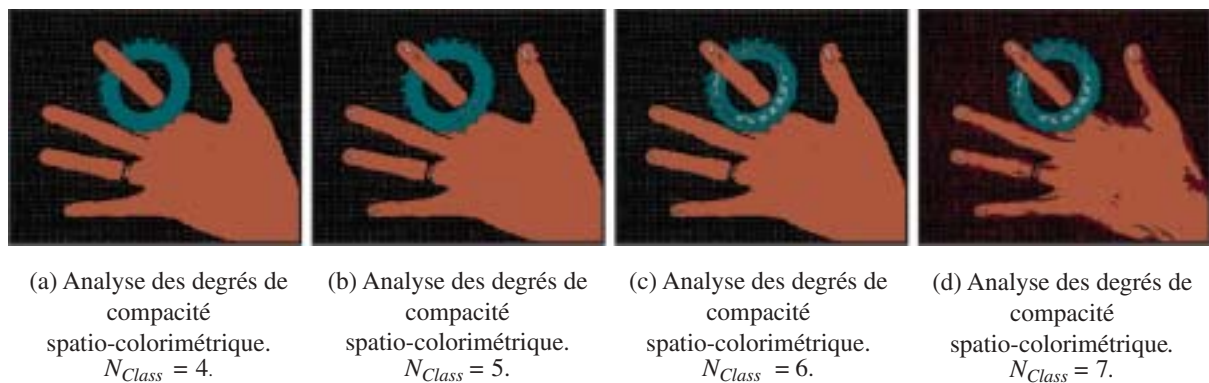 (a) Analyse des degrés de
compacité
spatio-colorimétrique.
N_Class = 4.
(b) Analyse des degrés de
compacité
spatio-colorimétrique.
N_Class = 5.
(c) Analyse des degrés de
compacité
spatio-colorimétrique.
N_Class = 6.
(d) Analyse des degrés de
compacité
spatio-colorimétrique.
N_Class = 7.